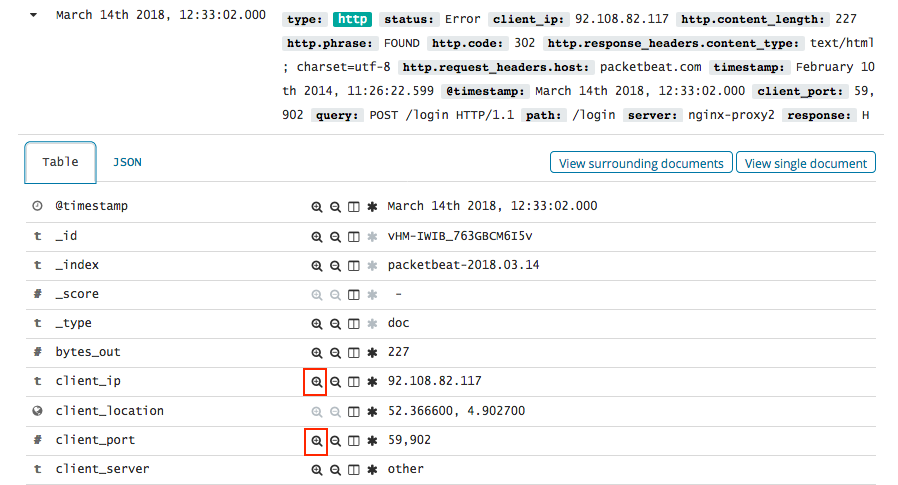 March 14th 2018, 12:33:02.000 type: http status: Error client_ip: 92.108.82.117 http.content_length: 227
http.phrase: FOUND http.code: 302 http.response_headers.content_type: text/html
; charset=utf-8 http.request_headers.host: packetbeat.com timestamp: February 10
th 2014, 11:26:22.599 @timestamp: March 14th 2018, 12:33:02.000 client_port: 59,
902 query: POST /login HTTP/1.1 path: /login server: nginx-proxy2 response: H
Table JSON View surrounding documents View single document
@timestamp March 14th 2018, 12:33:02.000
t _id vHM-IWIB_763GBCM6I5v
t _index packetbeat-2018.03.14
# _score -
t _type doc
# bytes_out 227
t client_ip 92.108.82.117
client_location 52.366600, 4.902700
# client_port 59,902
t client_server other